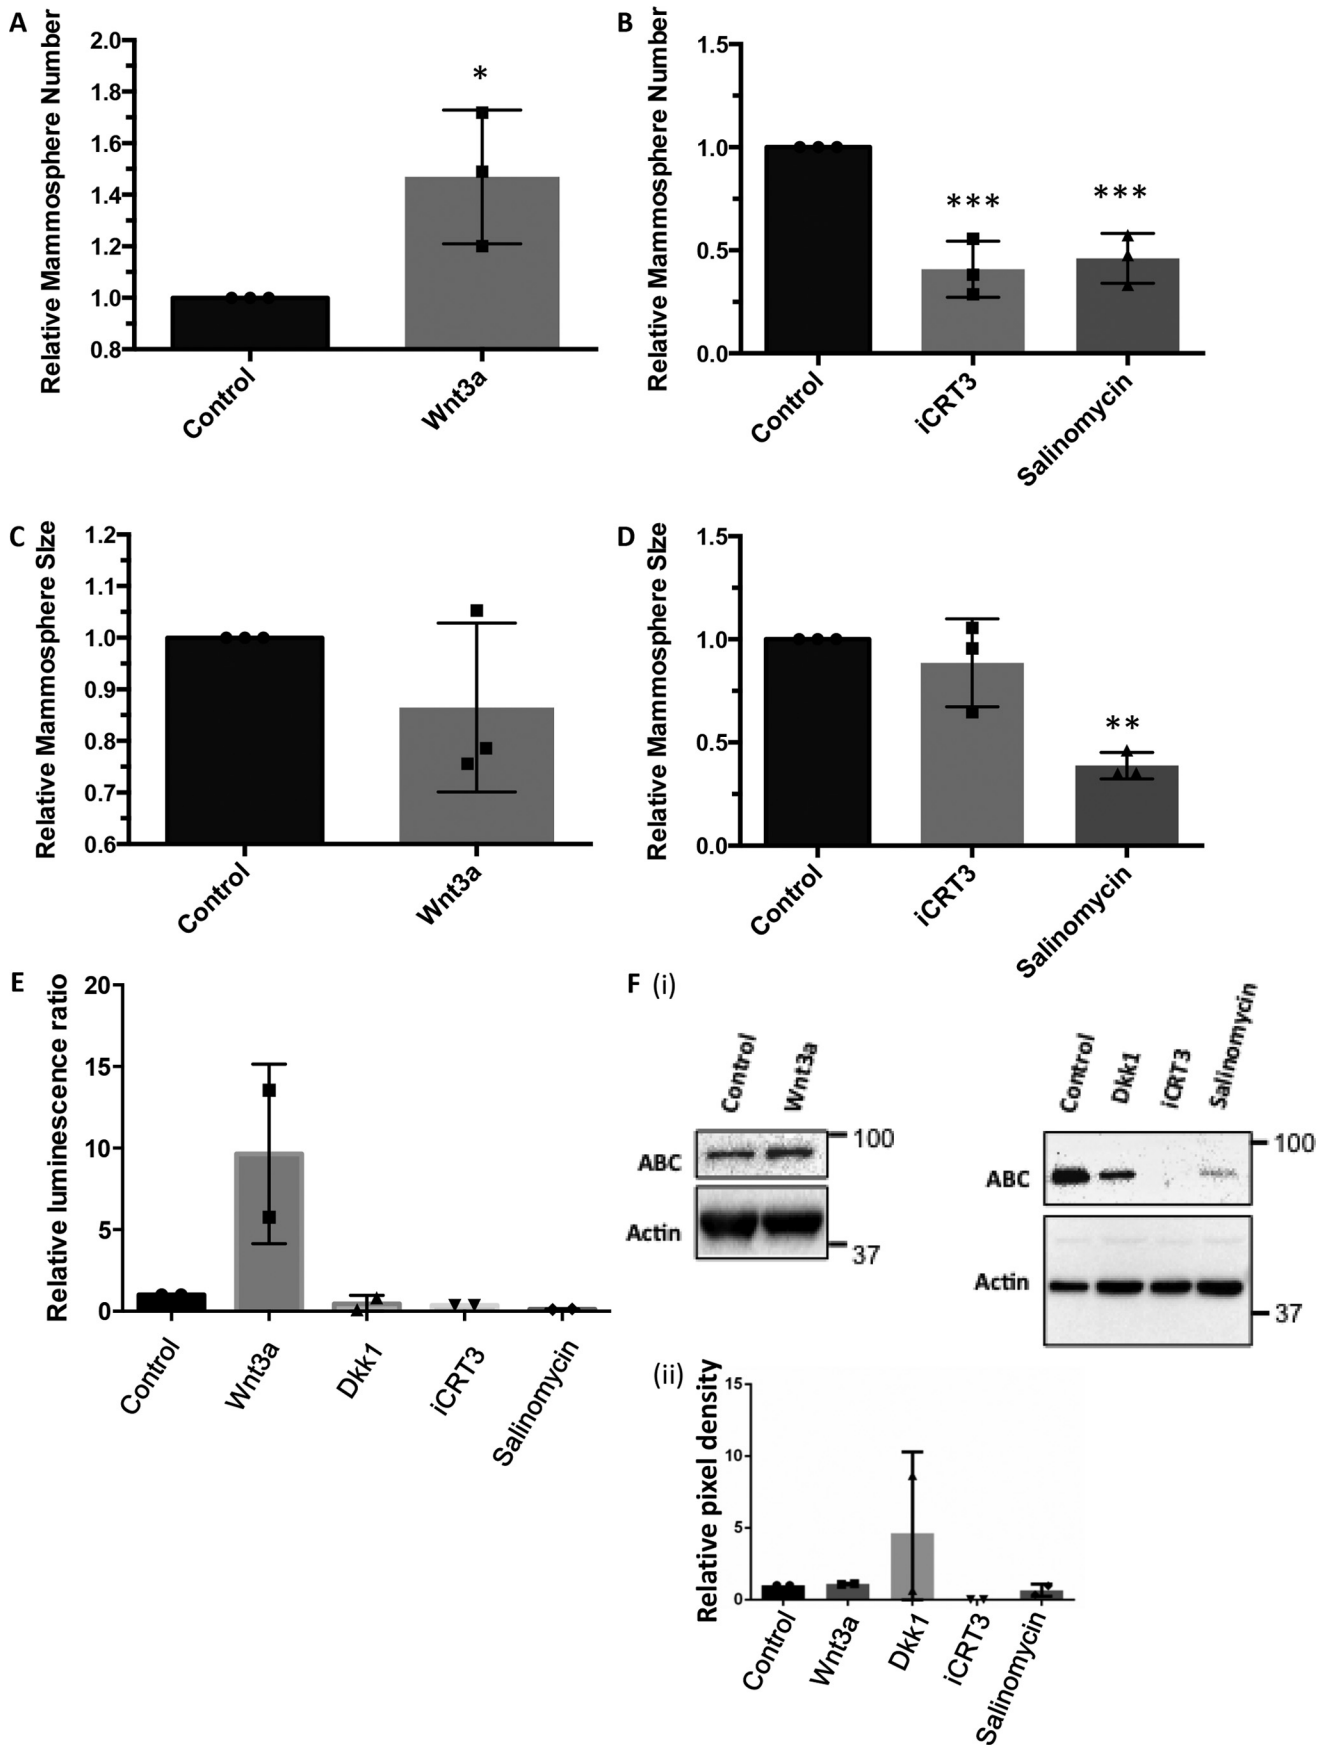 A
Relative Mammosphere Number
2.0
1.8
1.6
1.4
1.2
1.0
0.8
*
Control
Wnt3a
B
Relative Mammosphere Number
1.5
1.0
0.5
0.0
***
***
Control
iCRT3
Salinomycin
C
Relative Mammosphere SIze
1.2
1.1
1.0
0.9
0.8
0.7
0.6
Control
Wnt3a
D
Relative Mammosphere SIze
1.5
1.0
0.5
0.0
**
Control
iCRT3
Salinomycin
E
Relative luminescence ratio
20
15
10
5
0
Control
Wnt3a
Dkk1
iCRT3
Salinomycin
F (i)
Control
Wnt3a
ABC
100
Actin
37
Control
Dkk1
iCRT3
Salinomycin
ABC
100
Actin
37
(ii)
Relative pixel density
15
10
5
0
Control
Wnt3a
Dkk1
iCRT3
Salinomycin